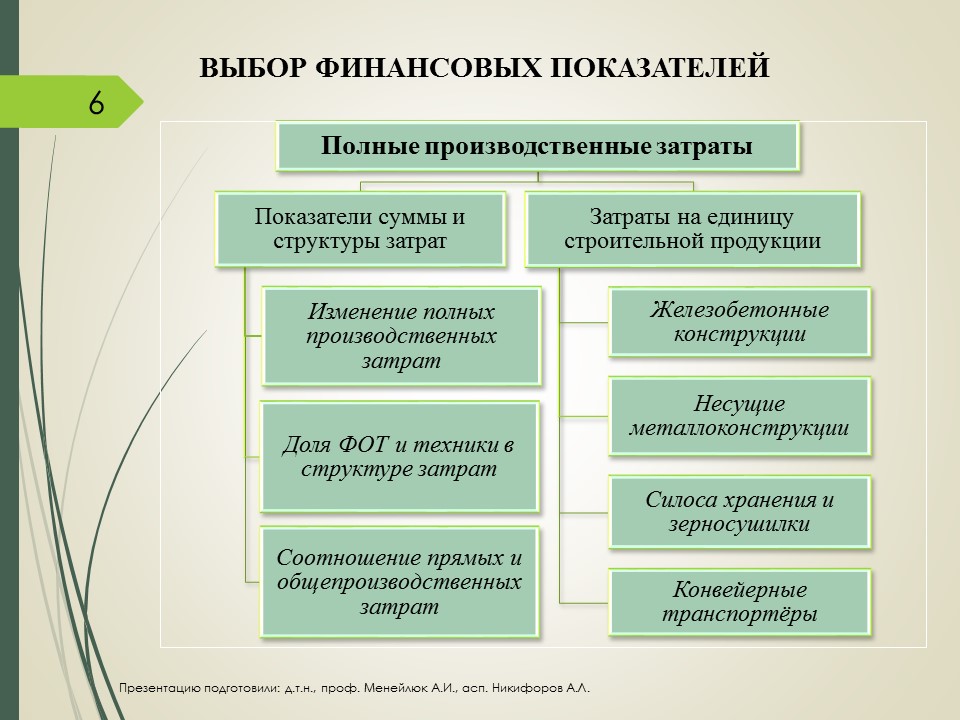 ВЫБОР ФИНАНСОВЫХ ПОКАЗАТЕЛЕЙ
6
Полные производственные затраты
Показатели суммы и
структуры затрат
Изменение полных
производственных
затрат
Доля ФОТ и техники в
структуре затрат
Соотношение прямых и
общепроизводственных
затрат
Затраты на единицу
строительной продукции
Железобетонные
конструкции
Несущие
металлоконструкции
Силоса хранения и
зерносушилки
Конвейерные
транспортёры
Презентацию подготовили: д.т.н., проф. Менейлюк А.И., асп. Никифоров А.Л.